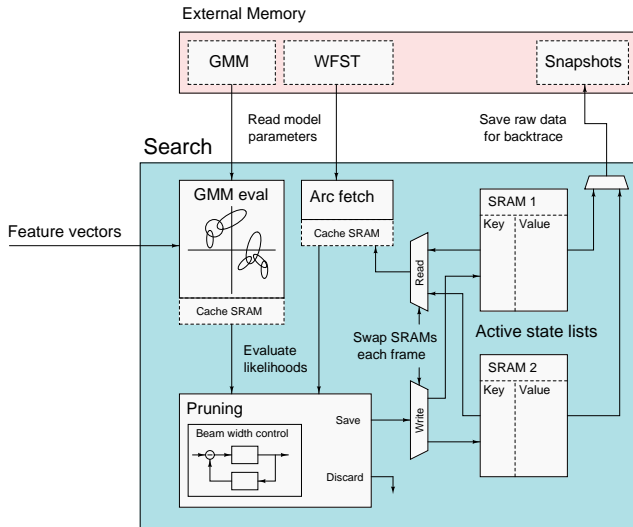 External Memory
GMM
WFST
Snapshots
Read model
parameters
Save raw data
for backtrace
Search
GMM eval
Arc fetch
SRAM 1
Cache SRAM
Key
Value
Feature vectors
Read
Cache SRAM
Swap SRAMs
each frame
Active state lists
Evaluate
likelihoods
SRAM 2
Key
Value
Pruning
Save
Write
Beam width control
Discard